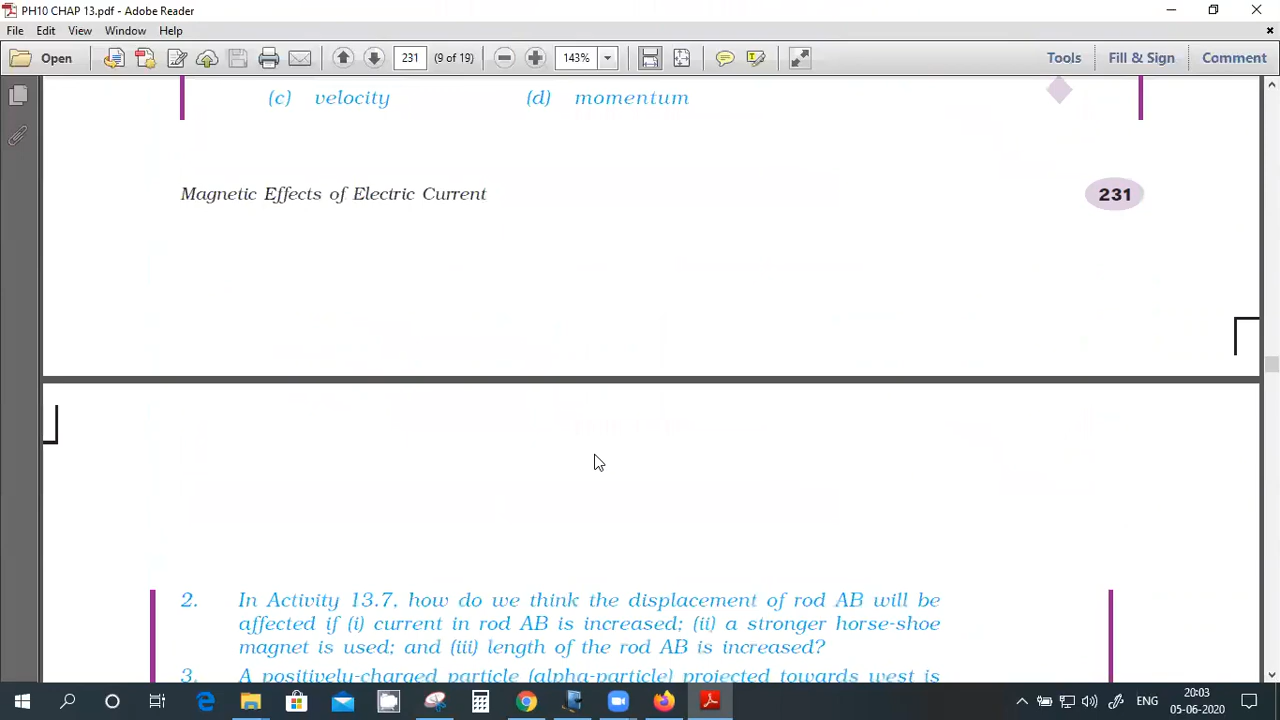 PH10 CHAP 13.pdf - Adobe Reader
File Edit View Window Help
Open 231 (9 of 19) 143% Tools Fill & Sign Comment
(c) velocity (d) momentum
Magnetic Effects of Electric Current 231
2. In Activity 13.7, how do we think the displacement of rod AB will be
affected if (i) current in rod AB is increased; (ii) a stronger horse-shoe
magnet is used; and (iii) length of the rod AB is increased?
3. A positively-charged particle (alpha-particle) projected towards west is
ENG 20:03
05-06-2020